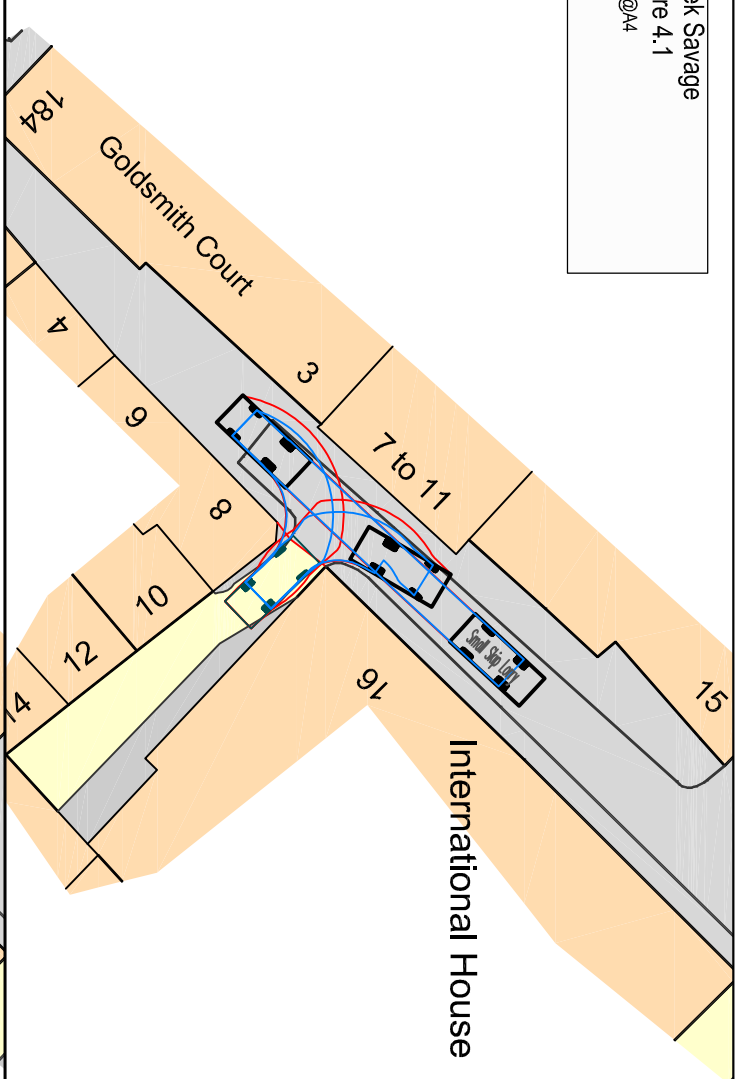 ek Savage
re 4.1
@A4
184
Goldsmith Court
3
7 to 11
15
4
6
8
10
12
14
16
Small Skip Lorry
International House